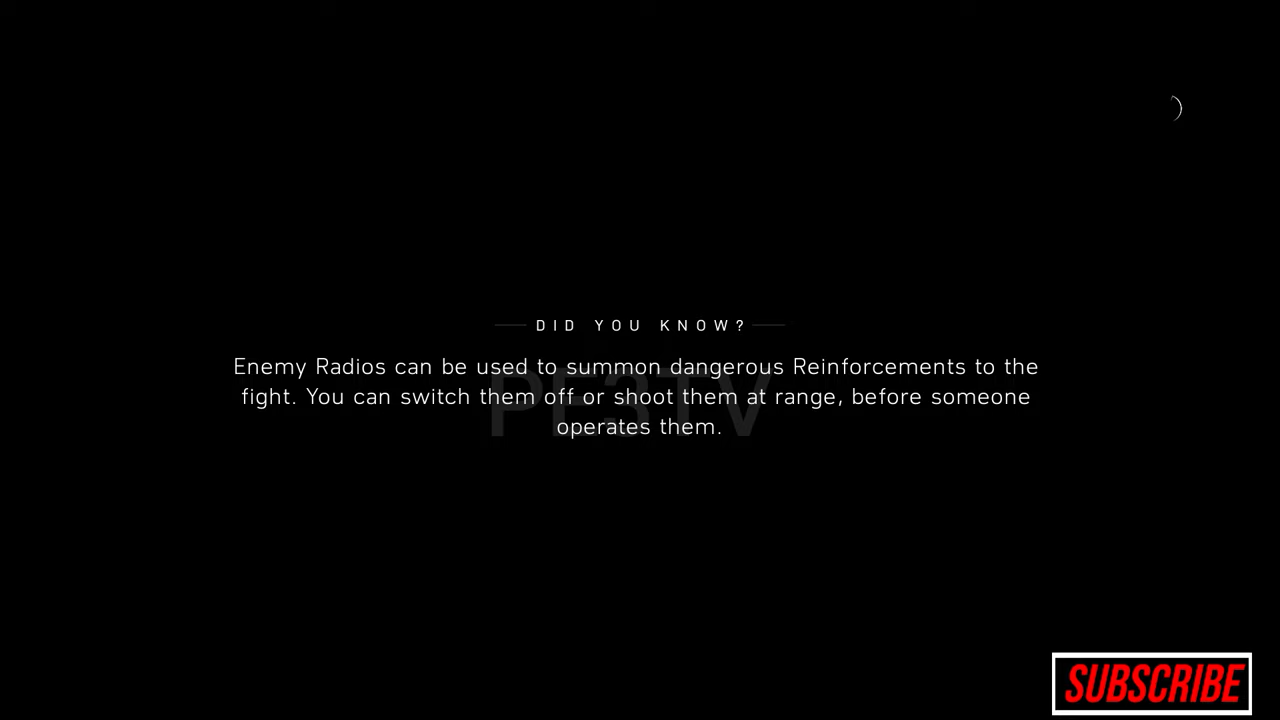 DID YOU KNOW?
Enemy Radios can be used to summon dangerous Reinforcements to the
fight. You can switch them off or shoot them at range, before someone
operates them.
PE3TV
SUBSCRIBE